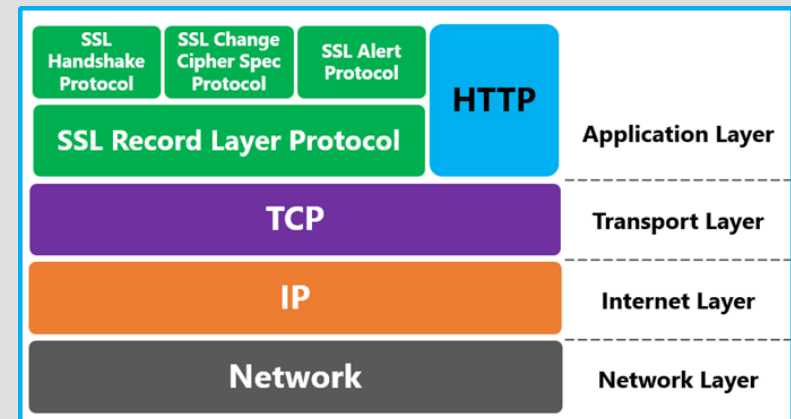 SSL
Handshake
Protocol
SSL Change
Cipher Spec
Protocol
SSL Alert
Protocol
HTTP
SSL Record Layer Protocol
Application Layer
TCP
Transport Layer
IP
Internet Layer
Network
Network Layer